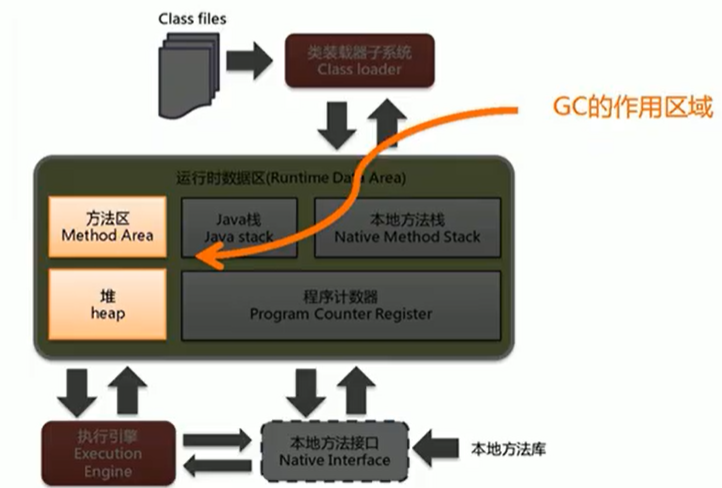 Class files
类装载器子系统
Class loader
GC的作用区域
运行时数据区(Runtime Data Area)
方法区
Method Area
Java栈
Java stack
本地方法栈
Native Method Stack
堆
heap
程序计数器
Program Counter Register
执行引擎
Execution
Engine
本地方法接口
Native Interface
本地方法库